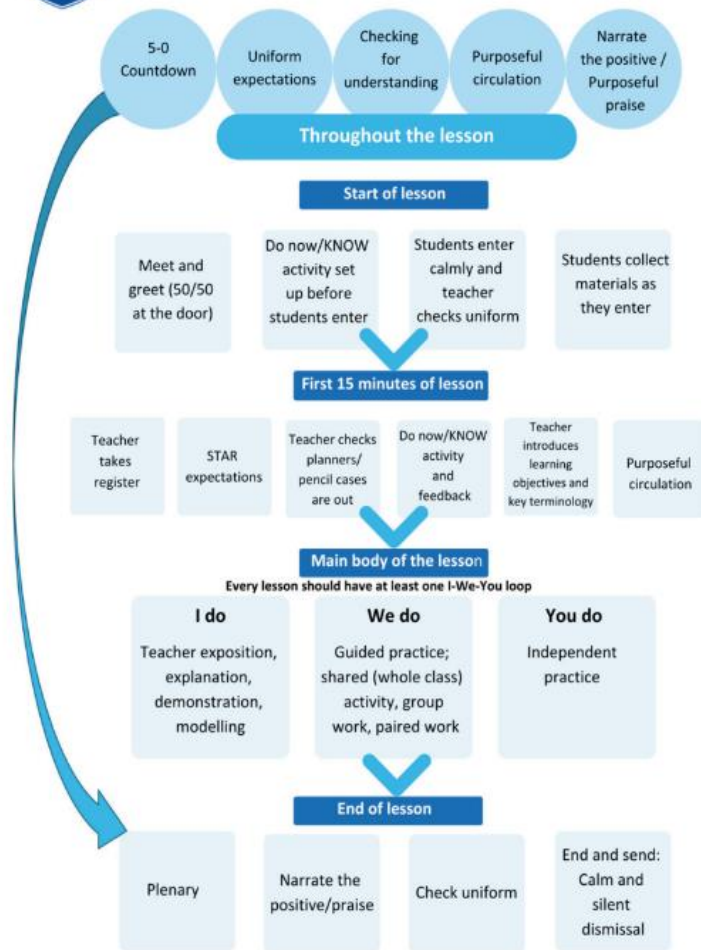 5-0
Countdown
Uniform
expectations
Checking
for
understanding
Purposeful
circulation
Narrate
the positive /
Purposeful
praise
Throughout the lesson
Start of lesson
Meet and
greet (50/50
at the door)
Do now/KNOW
activity set
up before
students enter
Students enter
calmly and
teacher
checks uniform
Students collect
materials as
they enter
First 15 minutes of lesson
Teacher
takes
register
STAR
expectations
Teacher checks
planners/
pencil cases
are out
Do now/KNOW
activity
and
feedback
Teacher
introduces
learning
objectives and
key terminology
Purposeful
circulation
Main body of the lesson
Every lesson should have at least one I-We-You loop
I do
Teacher exposition,
explanation,
demonstration,
modelling
We do
Guided practice;
shared (whole class)
activity, group
work, paired work
You do
Independent
practice
End of lesson
Plenary
Narrate the
positive/praise
Check uniform
End and send:
Calm and
silent
dismissal